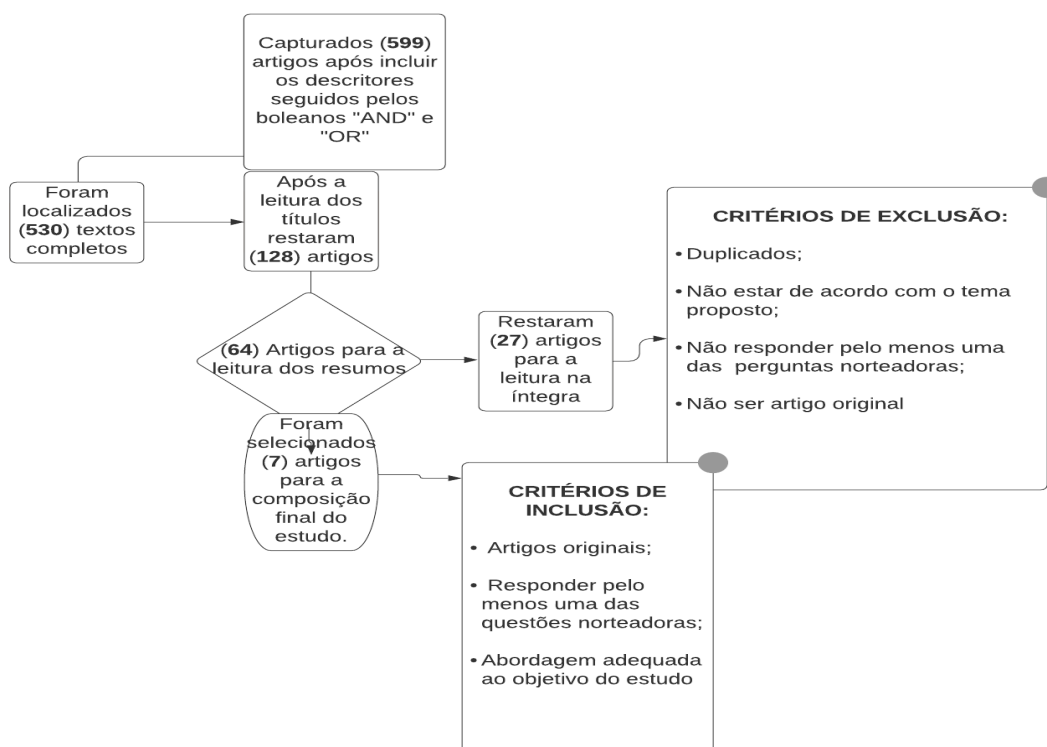 Capturados (599)
artigos após incluir
os descritores
seguidos pelos
boleanos "AND" e
"OR"
Foram
localizados
(530) textos
completos
Após a
leitura dos
títulos
restaram
(128) artigos
(64) Artigos para a
leitura dos resumos
Restaram
(27) artigos
para a
leitura na
íntegra
CRITÉRIOS DE EXCLUSÃO:
• Duplicados;
• Não estar de acordo com o tema
proposto;
• Não responder pelo menos uma
das perguntas norteadoras;
• Não ser artigo original
Foram
selecionados
(7) artigos
para a
composição
final do
estudo.
CRITÉRIOS DE
INCLUSÃO:
• Artigos originais;
• Responder pelo
menos uma das
questões norteadoras;
• Abordagem adequada
ao objetivo do estudo